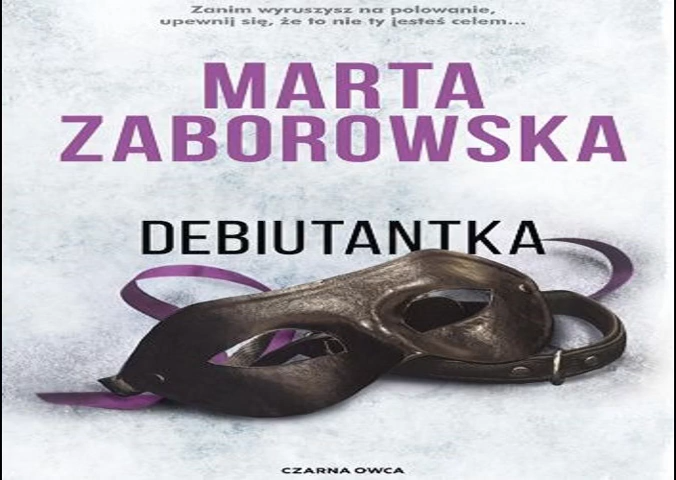 Zanim wyruszysz na polowanie,
upewnij się, że to nie ty jesteś celem...
MARTA
ZABOROWSKA
DEBIUTANTKA
CZARNA OWCA